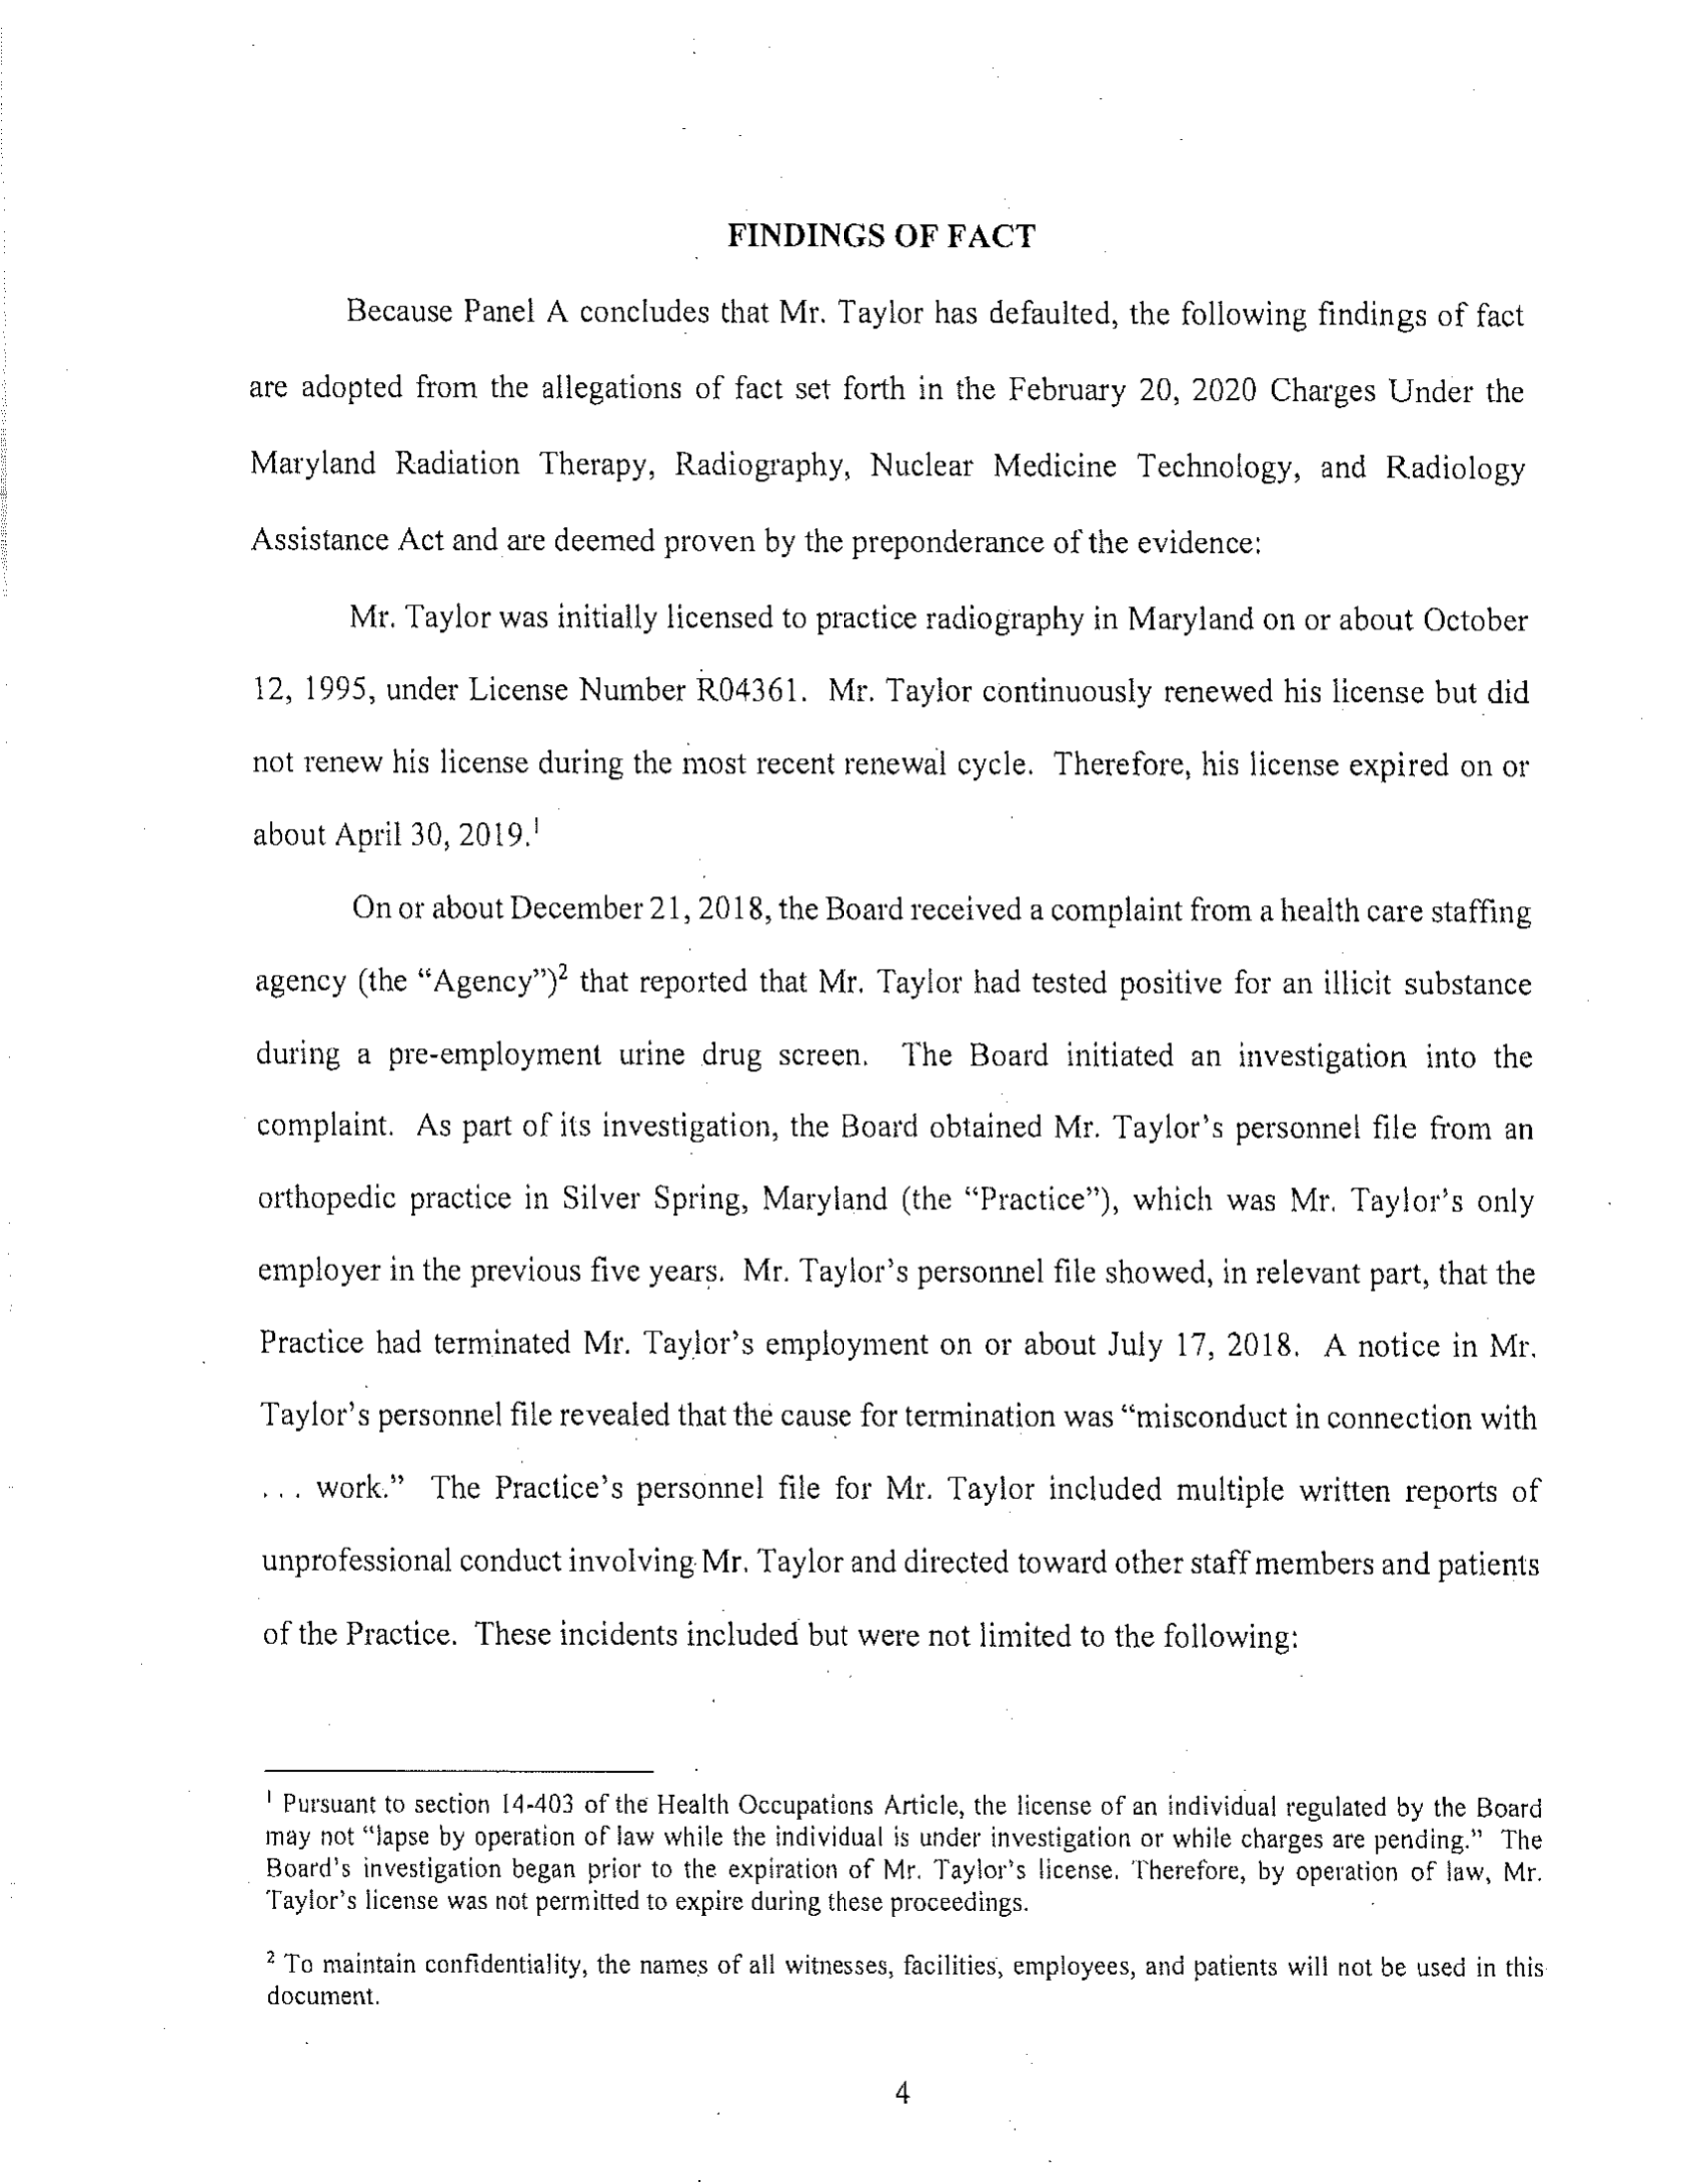 FINDINGS OF FACT
Because Panel A concludes that Mr. Taylor has defaulted, the following findings of fact
are adopted from the allegations of fact set forth in the February 20, 2020 Charges Under the
Maryland Radiation Therapy, Radiography, Nuclear Medicine Technology, and Radiology
Assistance Act and are deemed proven by the preponderance of the evidence:
Mr. Taylor was initially licensed to practice radiography in Maryland on or about October
12, 1995, under License Number R04361. Mr. Taylor continuously renewed his license but did
not renew his license during the most recent renewal cycle. Therefore, his license expired on or
about April 30, 2019.¹
On or about December 21, 2018, the Board received a complaint from a health care staffing
agency (the “Agency”)² that reported that Mr. Taylor had tested positive for an illicit substance
during a pre-employment urine drug screen. The Board initiated an investigation into the
complaint. As part of its investigation, the Board obtained Mr. Taylor’s personnel file from an
orthopedic practice in Silver Spring, Maryland (the “Practice”), which was Mr. Taylor’s only
employer in the previous five years. Mr. Taylor’s personnel file showed, in relevant part, that the
Practice had terminated Mr. Taylor’s employment on or about July 17, 2018. A notice in Mr.
Taylor’s personnel file revealed that the cause for termination was “misconduct in connection with
. . . work.” The Practice’s personnel file for Mr. Taylor included multiple written reports of
unprofessional conduct involving Mr. Taylor and directed toward other staff members and patients
of the Practice. These incidents included but were not limited to the following:
¹ Pursuant to section 14-403 of the Health Occupations Article, the license of an individual regulated by the Board
may not “lapse by operation of law while the individual is under investigation or while charges are pending.” The
Board’s investigation began prior to the expiration of Mr. Taylor’s license. Therefore, by operation of law, Mr.
Taylor’s license was not permitted to expire during these proceedings.
² To maintain confidentiality, the names of all witnesses, facilities, employees, and patients will not be used in this
document.
4